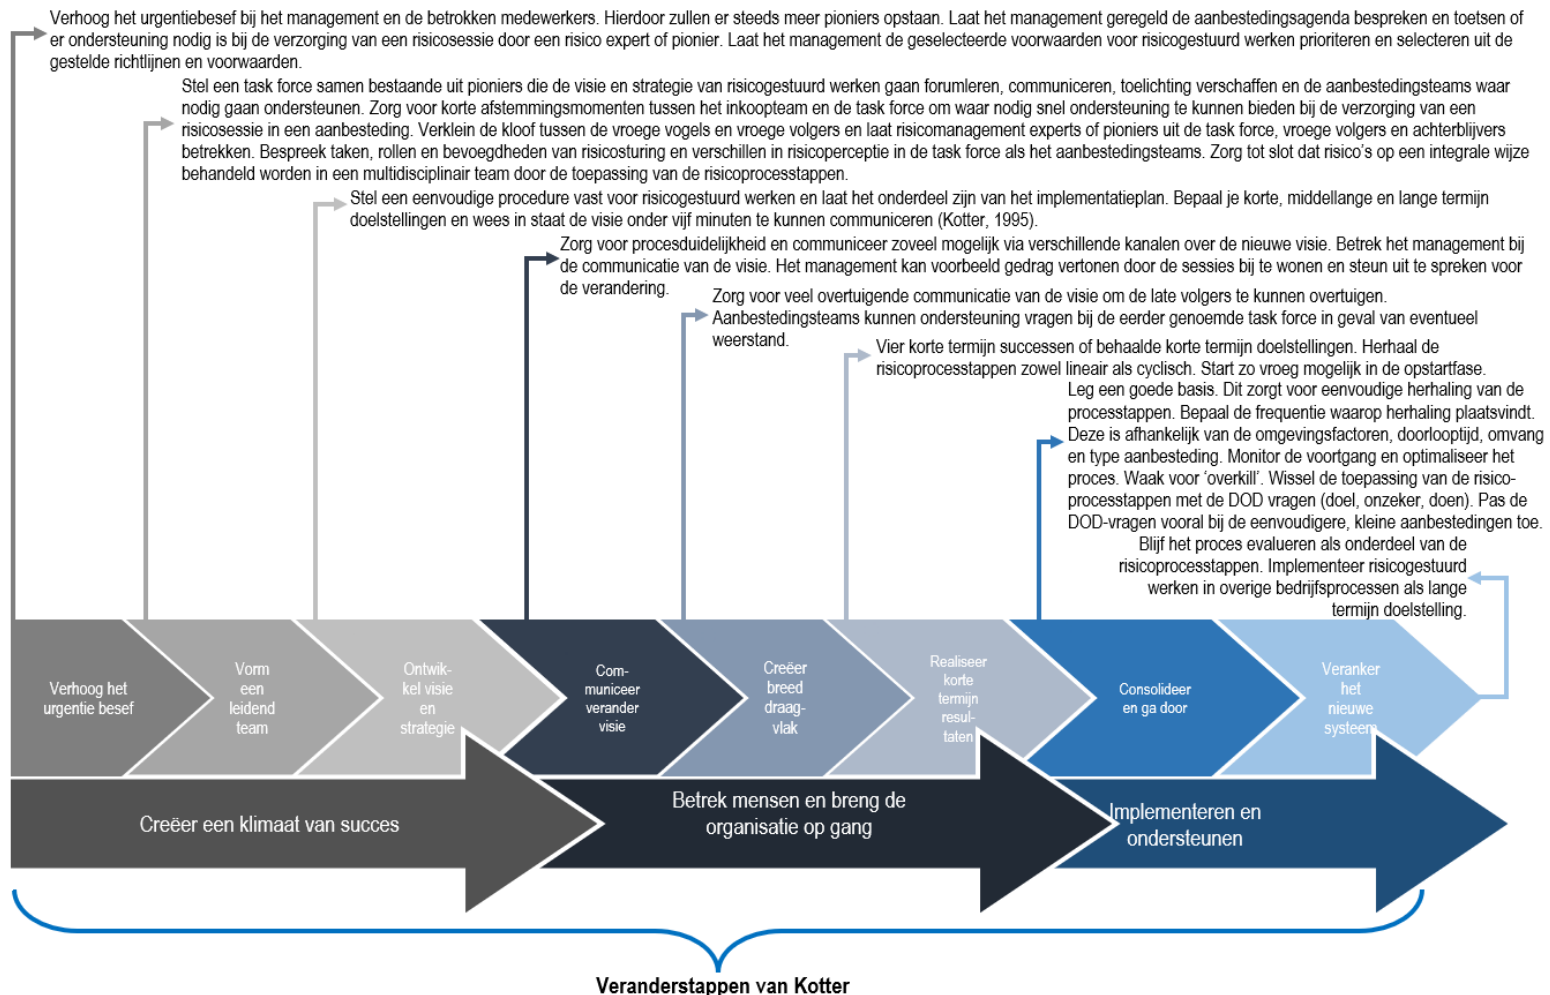 Verhoog het urgentiebesef bij het management en de betrokken medewerkers. Hierdoor zullen er steeds meer pioniers opstaan. Laat het management geregeld de aanbestedingsagenda bespreken en toetsen of
er ondersteuning nodig is bij de verzorging van een risicosessie door een risico expert of pionier. Laat het management de geselecteerde voorwaarden voor risicogestuurd werken prioriteren en selecteren uit de
gestelde richtlijnen en voorwaarden.
Stel een task force samen bestaande uit pioniers die de visie en strategie van risicogestuurd werken gaan forumleren, communiceren, toelichting verschaffen en de aanbestedingsteams waar
nodig gaan ondersteunen. Zorg voor korte afstemmingsmomenten tussen het inkoopteam en de task force om waar nodig snel ondersteuning te kunnen bieden bij de verzorging van een
risicosessie in een aanbesteding. Verklein de kloof tussen de vroege vogels en vroege volgers en laat risicomanagement experts of pioniers uit de task force, vroege volgers en achterblijvers
betrekken. Bespreek taken, rollen en bevoegdheden van risicosturing en verschillen in risicoperceptie in de task force als het aanbestedingsteams. Zorg tot slot dat risico's op een integrale wijze
behandeld worden in een multidisciplinair team door de toepassing van de risicoprocesstappen.
Stel een eenvoudige procedure vast voor risicogestuurd werken en laat het onderdeel zijn van het implementatieplan. Bepaal je korte, middellange en lange termijn
doelstellingen en wees in staat de visie onder vijf minuten te kunnen communiceren (Kotter, 1995).
Zorg voor procesduidelijkheid en communiceer zoveel mogelijk via verschillende kanalen over de nieuwe visie. Betrek het management bij
de communicatie van de visie. Het management kan voorbeeld gedrag vertonen door de sessies bij te wonen en steun uit te spreken voor
de verandering.
Zorg voor veel overtuigende communicatie van de visie om de late volgers te kunnen overtuigen.
Aanbestedingsteams kunnen ondersteuning vragen bij de eerder genoemde task force in geval van eventueel
weerstand.
Vier korte termijn successen of behaalde korte termijn doelstellingen. Herhaal de
risicoprocesstappen zowel lineair als cyclisch. Start zo vroeg mogelijk in de opstartfase.
Leg een goede basis. Dit zorgt voor eenvoudige herhaling van de
processtappen. Bepaal de frequentie waarop herhaling plaatsvindt.
Deze is afhankelijk van de omgevingsfactoren, doorlooptijd, omvang
en type aanbesteding. Monitor de voortgang en optimaliseer het
proces. Waak voor 'overkill'. Wissel de toepassing van de risico-
processtappen met de DOD vragen (doel, onzeker, doen). Pas de
DOD-vragen vooral bij de eenvoudigere, kleine aanbestedingen toe.
Blijf het proces evalueren als onderdeel van de
risicoprocesstappen. Implementeer risicogestuurd
werken in overige bedrijfsprocessen als lange
termijn doelstelling.
Verhoog het
urgentie besef
Vorm
een
leidend
team
Ontwik-
kel visie
en
strategie
Com-
municeer
verander
visie
Creëer
breed
draag-
vlak
Realiseer
korte
termijn
resul-
taten
Consolideer
en ga door
Veranker
het
nieuwe
systeem
Creëer een klimaat van succes
Betrek mensen en breng de
organisatie op gang
Implementeren en
ondersteunen
Veranderstappen van Kotter